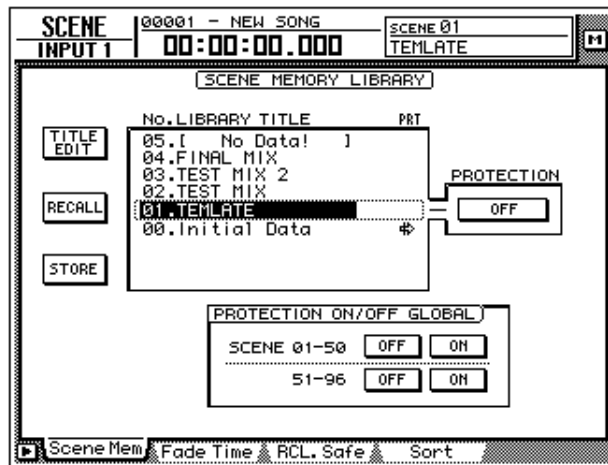 SCENE
INPUT 1
00001 - NEW SONG
00:00:00.000
SCENE 01
TEMLATE
M
SCENE MEMORY LIBRARY
No.LIBRARY TITLE PRT
05.[ No Data! ]
04.FINAL MIX
03.TEST MIX 2
02.TEST MIX
01.TEMLATE
00.Initial Data
TITLE EDIT
RECALL
STORE
PROTECTION
OFF
PROTECTION ON/OFF GLOBAL
SCENE 01-50 OFF ON
51-96 OFF ON
Scene Mem Fade Time RCL. Safe Sort